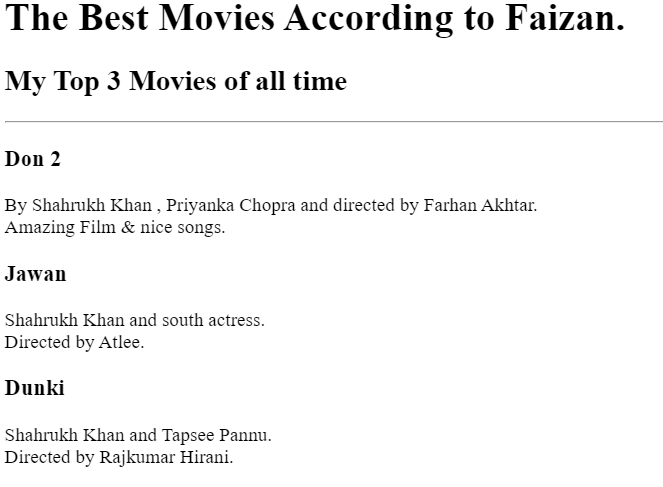 The Best Movies According to Faizan.
My Top 3 Movies of all time
Don 2
By Shahrukh Khan , Priyanka Chopra and directed by Farhan Akhtar.
Amazing Film & nice songs.
Jawan
Shahrukh Khan and south actress.
Directed by Atlee.
Dunki
Shahrukh Khan and Tapsee Pannu.
Directed by Rajkumar Hirani.